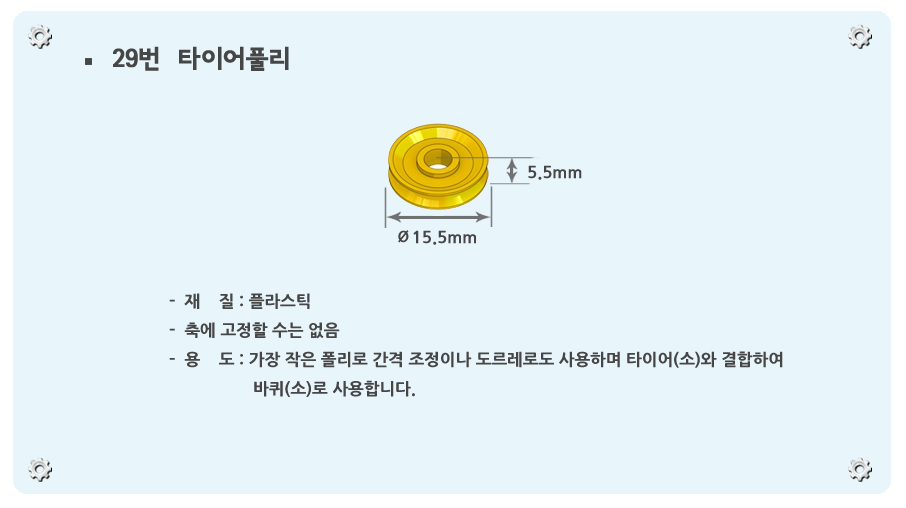 ▪ 29번 타이어풀리
5.5mm
Ø 15.5mm
- 재 질 : 플라스틱
- 축에 고정할 수는 없음
- 용 도 : 가장 작은 폴리로 간격 조정이나 도르레로도 사용하며 타이어(소)와 결합하여
바퀴(소)로 사용합니다.